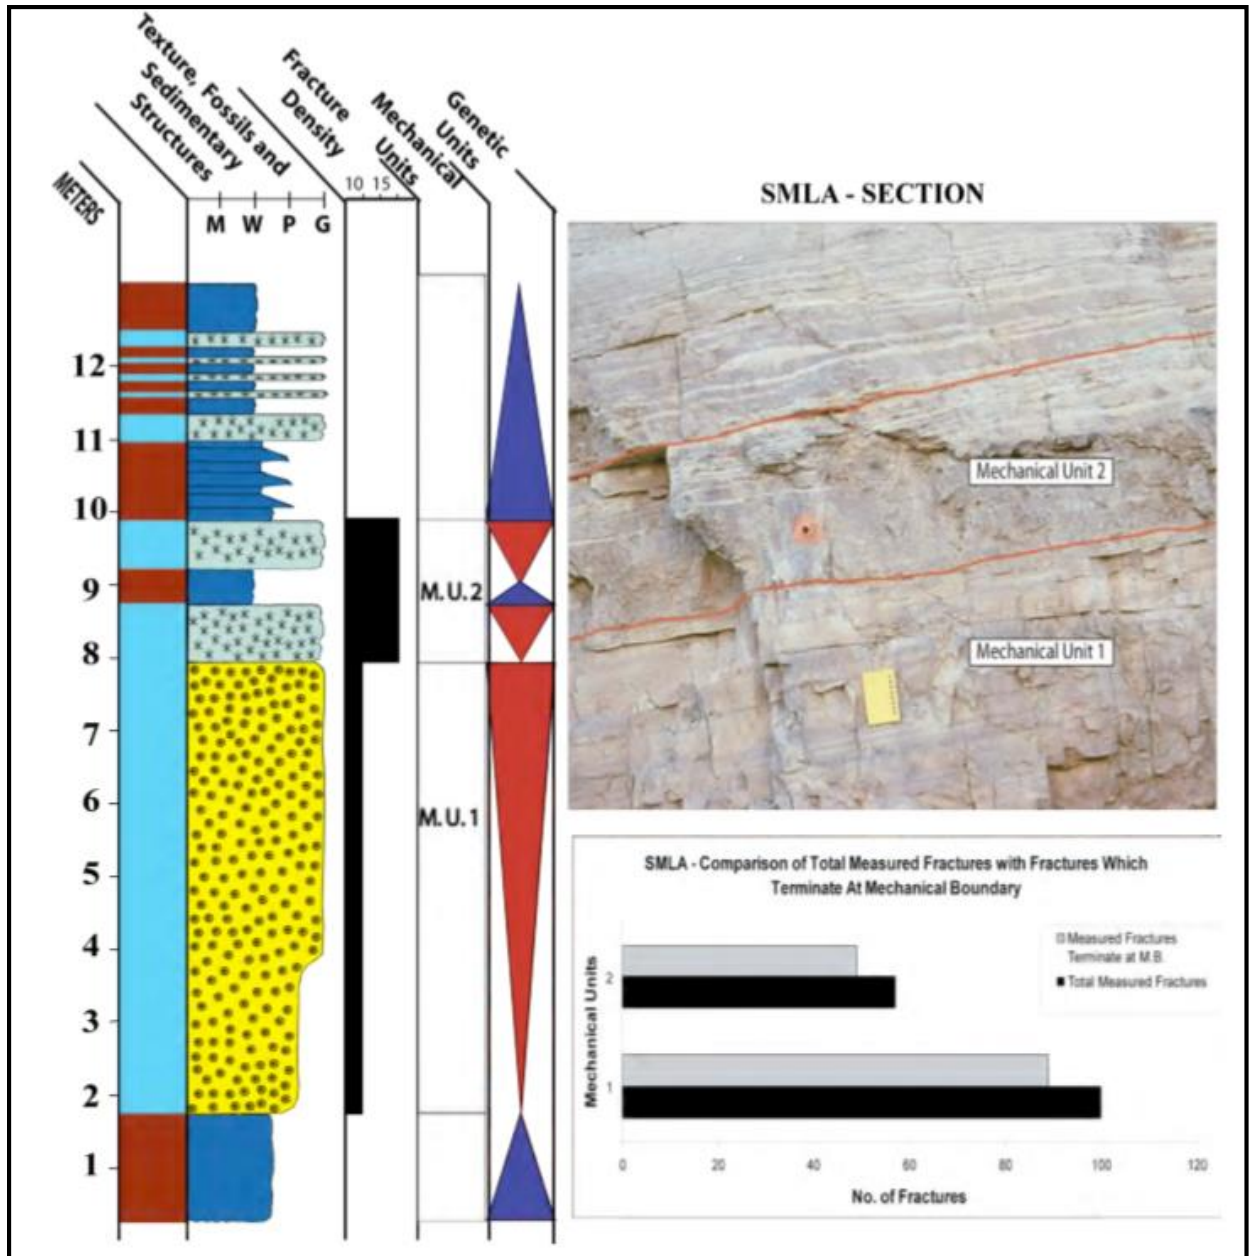 METERS
Texture, Fossils and
Sedimentary
Structures
Fracture
Density
Mechanical
Units
Genetic
Units
10 15
M W P G
12
11
10
9
8
7
6
5
4
3
2
1
M.U.2
M.U.1
SMLA - SECTION
Mechanical Unit 2
Mechanical Unit 1
SMLA - Comparison of Total Measured Fractures with Fractures Which
Terminate At Mechanical Boundary
Mechanical Units
2
1
Measured Fractures
Terminate at M.B.
Total Measured Fractures
0 20 40 60 80 100 120
No. of Fractures